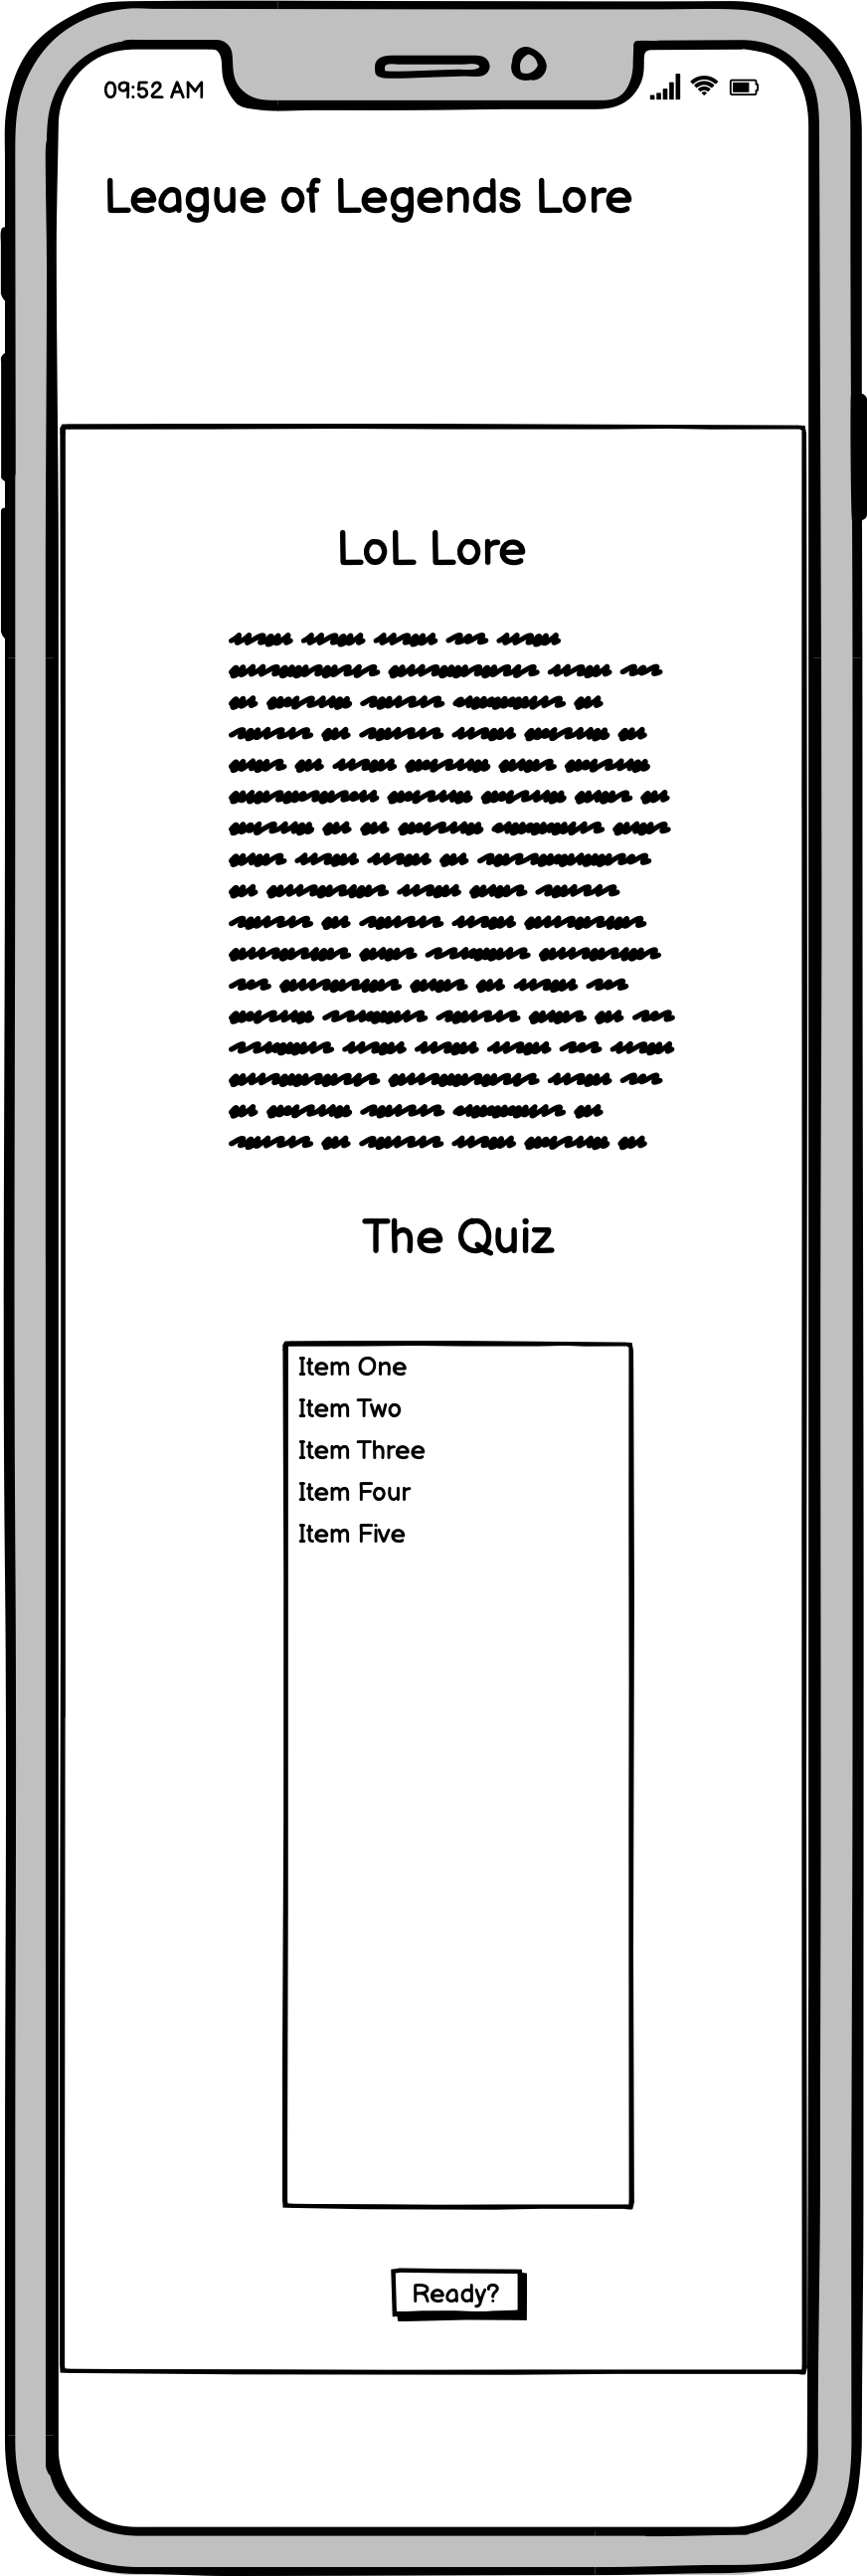 09:52 AM
League of Legends Lore
LoL Lore
The Quiz
Item One
Item Two
Item Three
Item Four
Item Five
Ready?